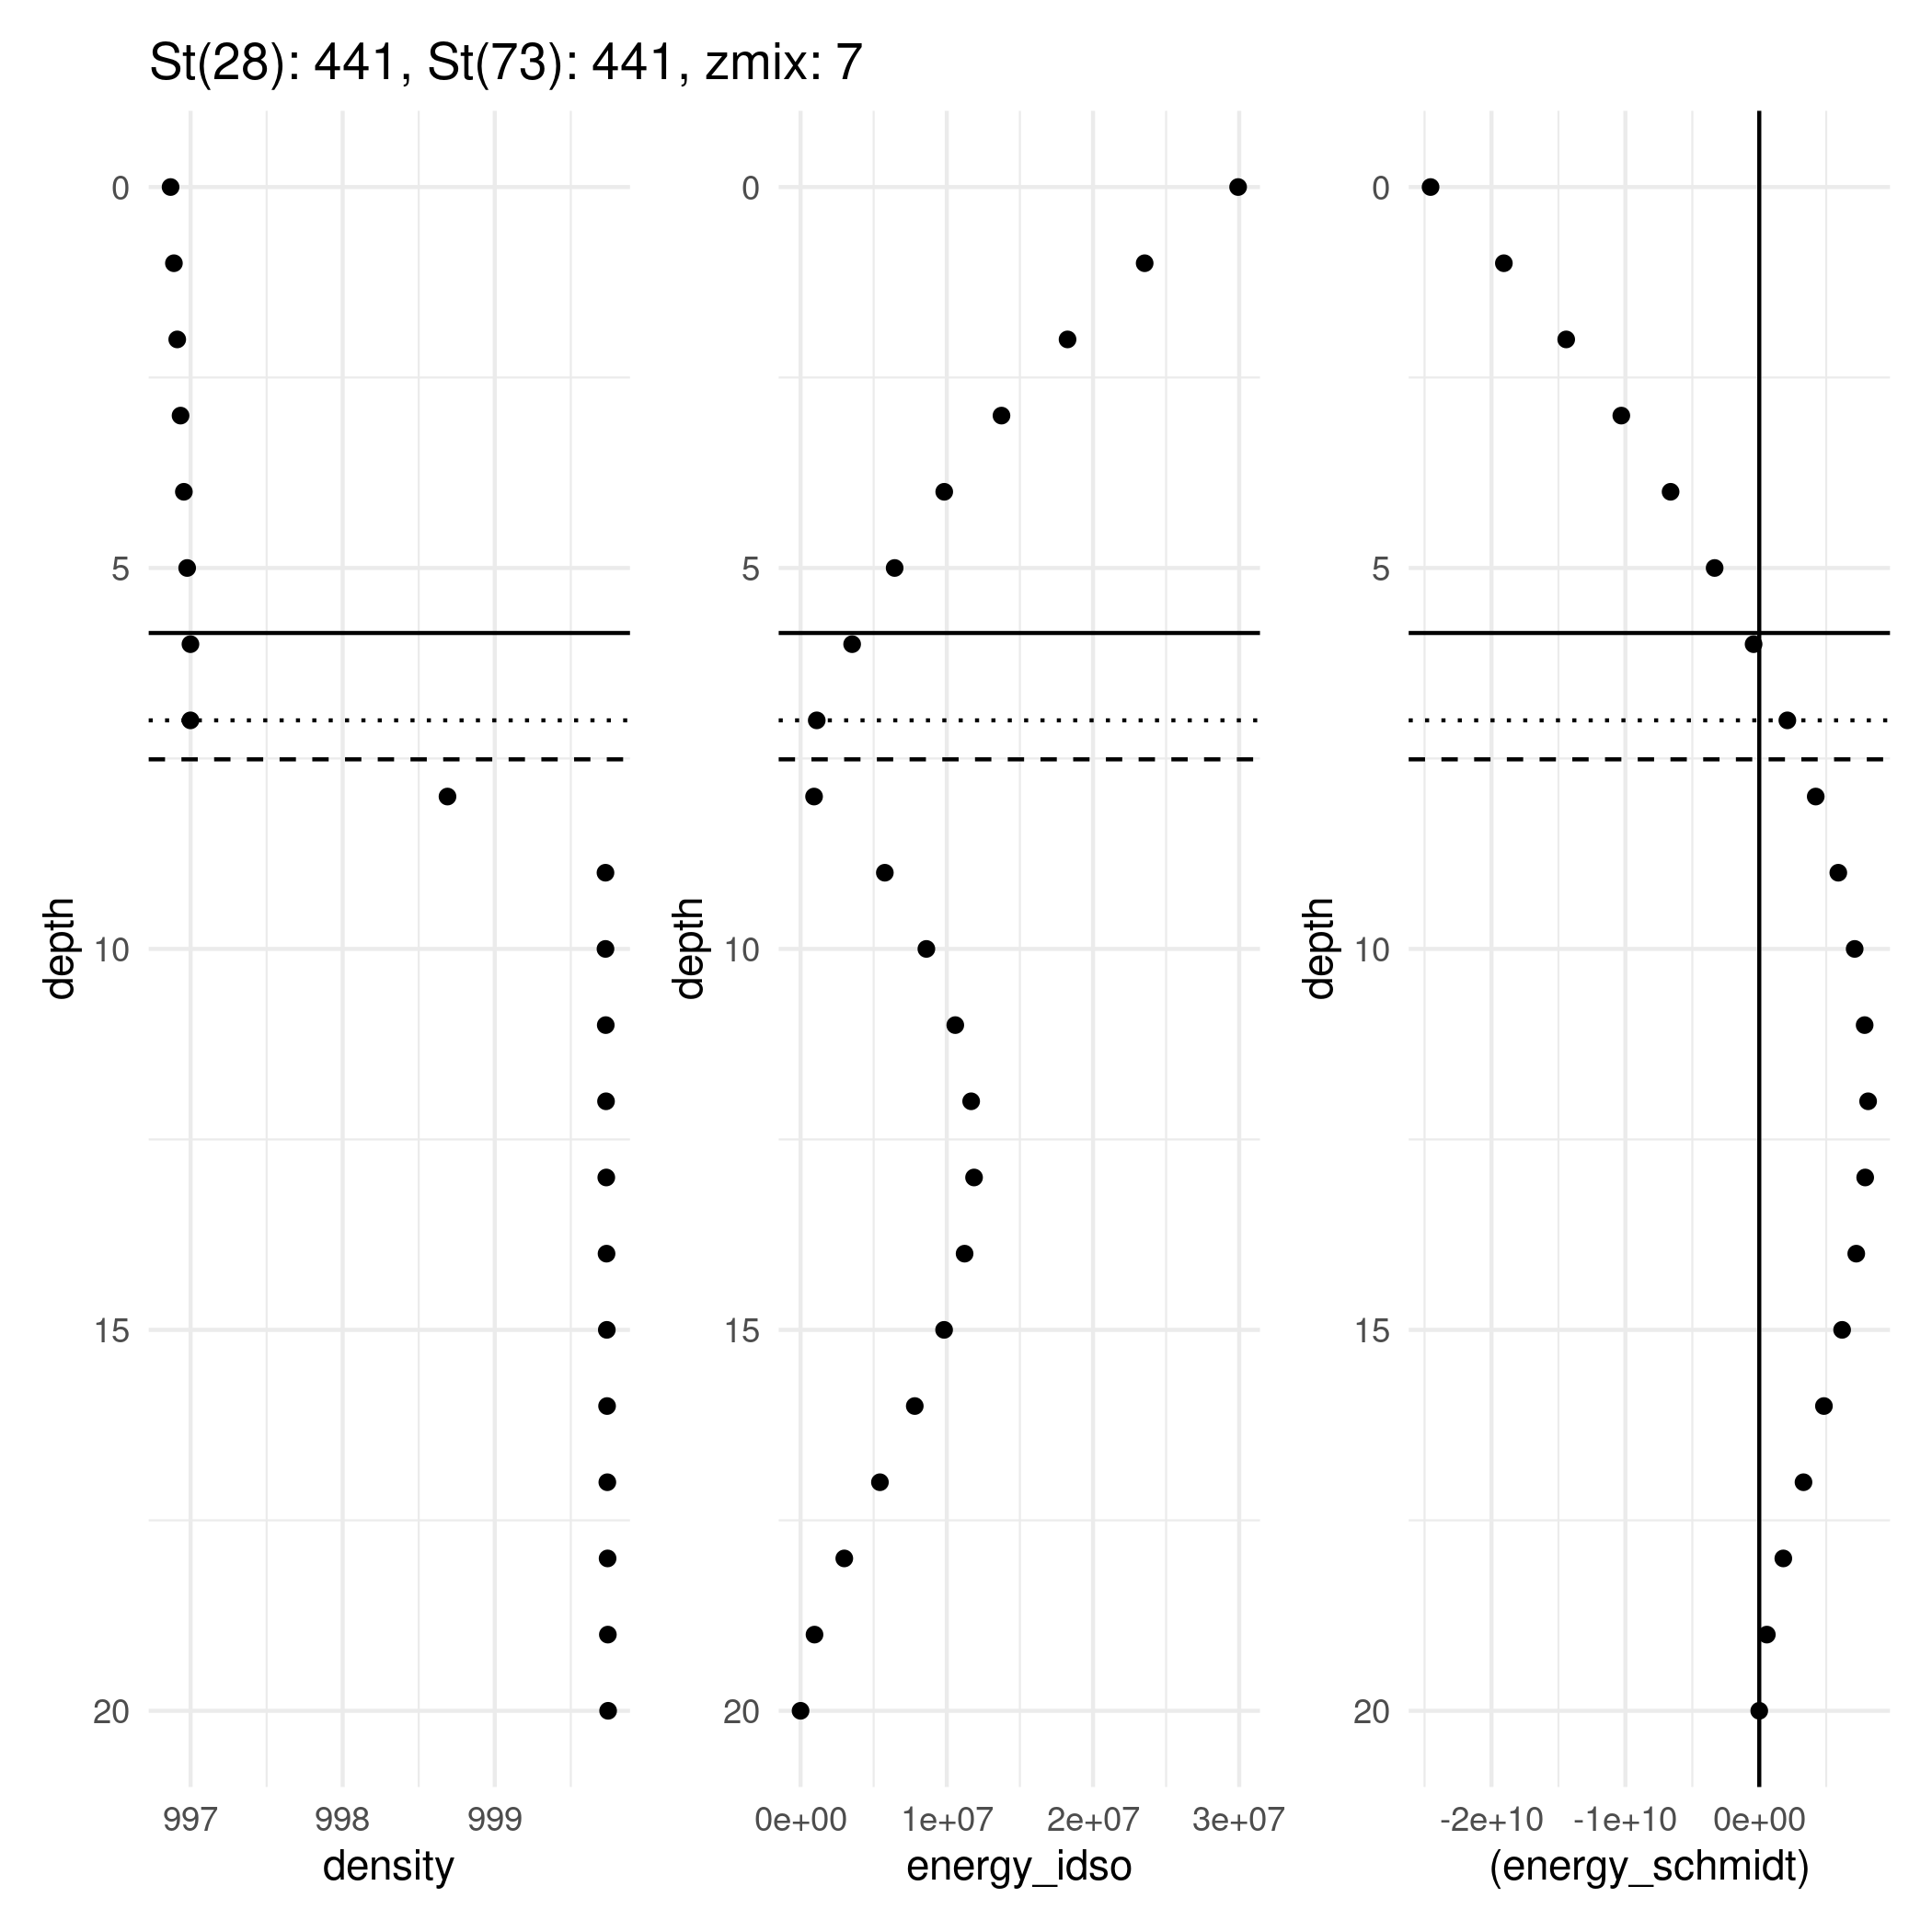 St(28): 441, St(73): 441, zmix: 7
depth
0
5
10
15
20
997
998
999
density
depth
0
5
10
15
20
0e+00
1e+07
2e+07
3e+07
energy_idso
depth
0
5
10
15
20
-2e+10
-1e+10
0e+00
(energy_schmidt)